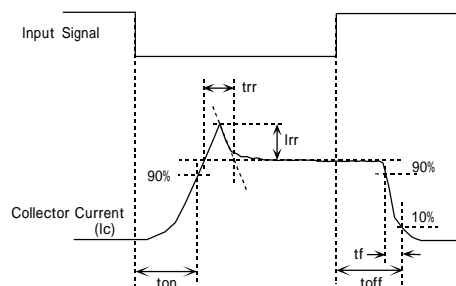 Input Signal
trr
Irr
90%
90%
Collector Current
(Ic)
10%
tf
ton
toff